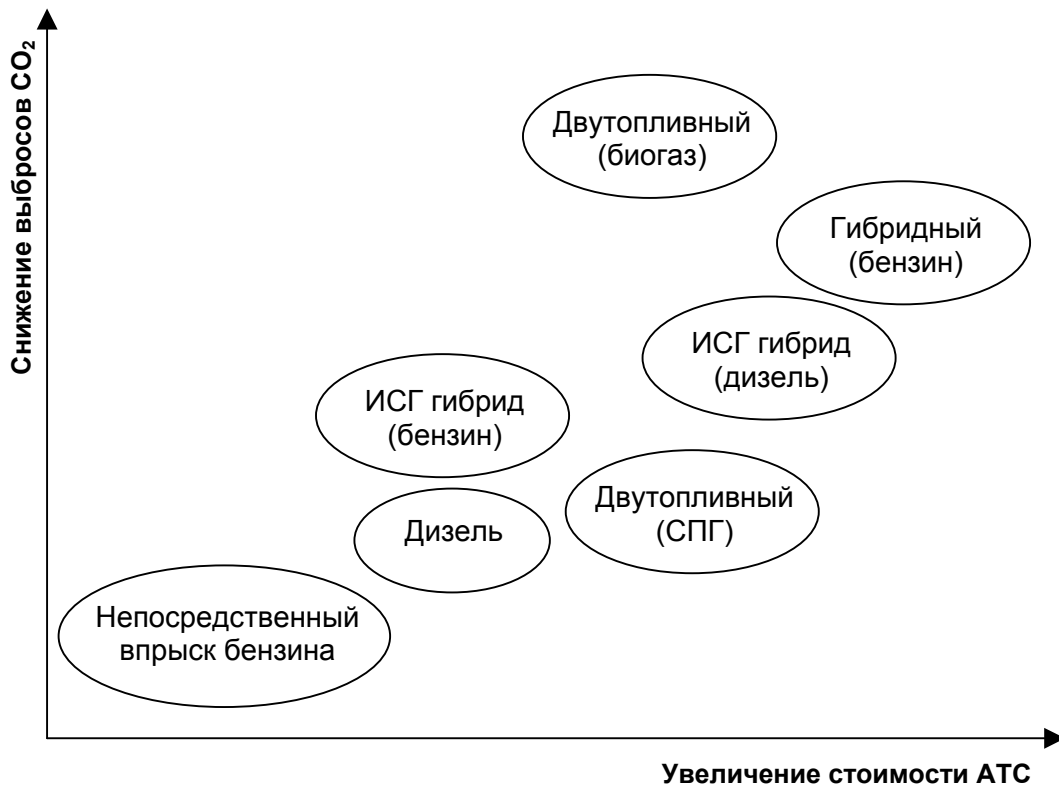 Снижение выбросов CO₂
Двутопливный
(биогаз)
Гибридный
(бензин)
ИСГ гибрид
(дизель)
ИСГ гибрид
(бензин)
Двутопливный
(СПГ)
Дизель
Непосредственный
впрыск бензина
Увеличение стоимости АТС